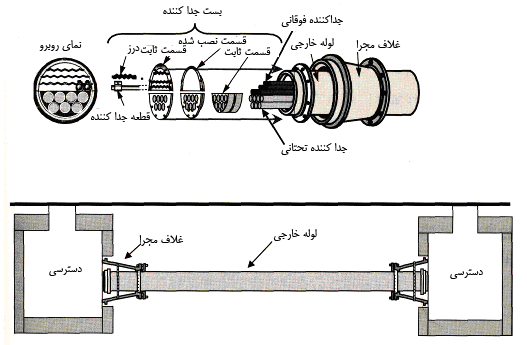 بست جدا کننده
جداکننده فوقانی
نمای روبرو
درز
قسمت ثابت
قسمت نصب شده
قسمت ثابت
لوله خارجی
غلاف مجرا
قطعه جدا کننده
جدا کننده تحتانی
دسترسی
غلاف مجرا
لوله خارجی
دسترسی